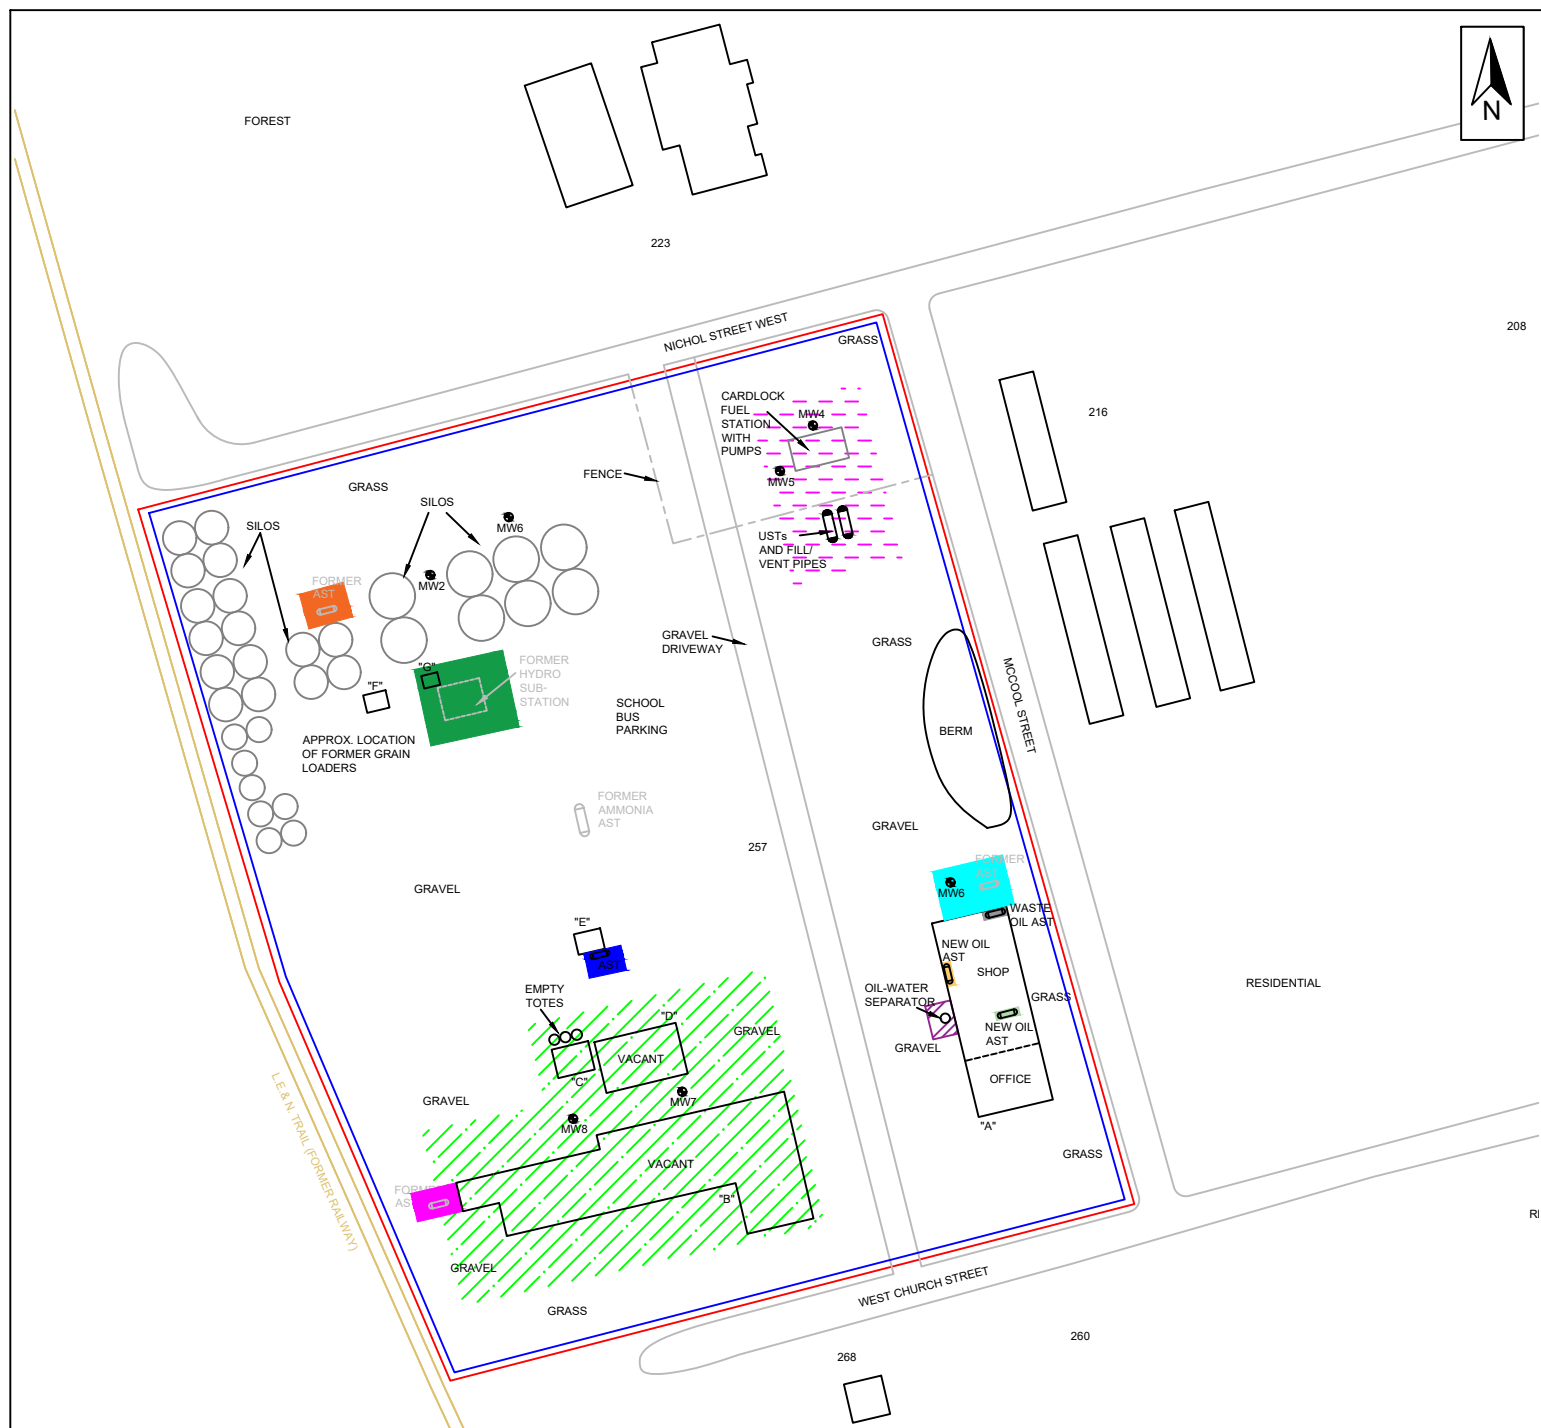 N
FOREST
223
208
NICHOL STREET WEST
GRASS
216
CARDLOCK
FUEL
STATION
WITH
PUMPS
MW4
MW5
FENCE
GRASS
SILOS
SILOS
MW6
MW2
USTs
AND FILL/
VENT PIPES
FORMER
AST
GRAVEL
DRIVEWAY
GRASS
MCCOOL STREET
"G"
"F"
FORMER
HYDRO
SUB-
STATION
SCHOOL
BUS
PARKING
BERM
APPROX. LOCATION
OF FORMER GRAIN
LOADERS
FORMER
AMMONIA
AST
257
GRAVEL
GRAVEL
FORMER
AST
MW6
WASTE
OIL AST
"E"
AST
NEW OIL
AST
SHOP
EMPTY
TOTES
OIL-WATER
SEPARATOR
GRASS
RESIDENTIAL
"D"
GRAVEL
VACANT
NEW OIL
AST
GRAVEL
"C"
OFFICE
MW7
GRAVEL
MW8
"A"
L.E.& N. TRAIL (FORMER RAILWAY)
VACANT
GRASS
FORMER
AST
"B"
GRAVEL
GRASS
WEST CHURCH STREET
268
260